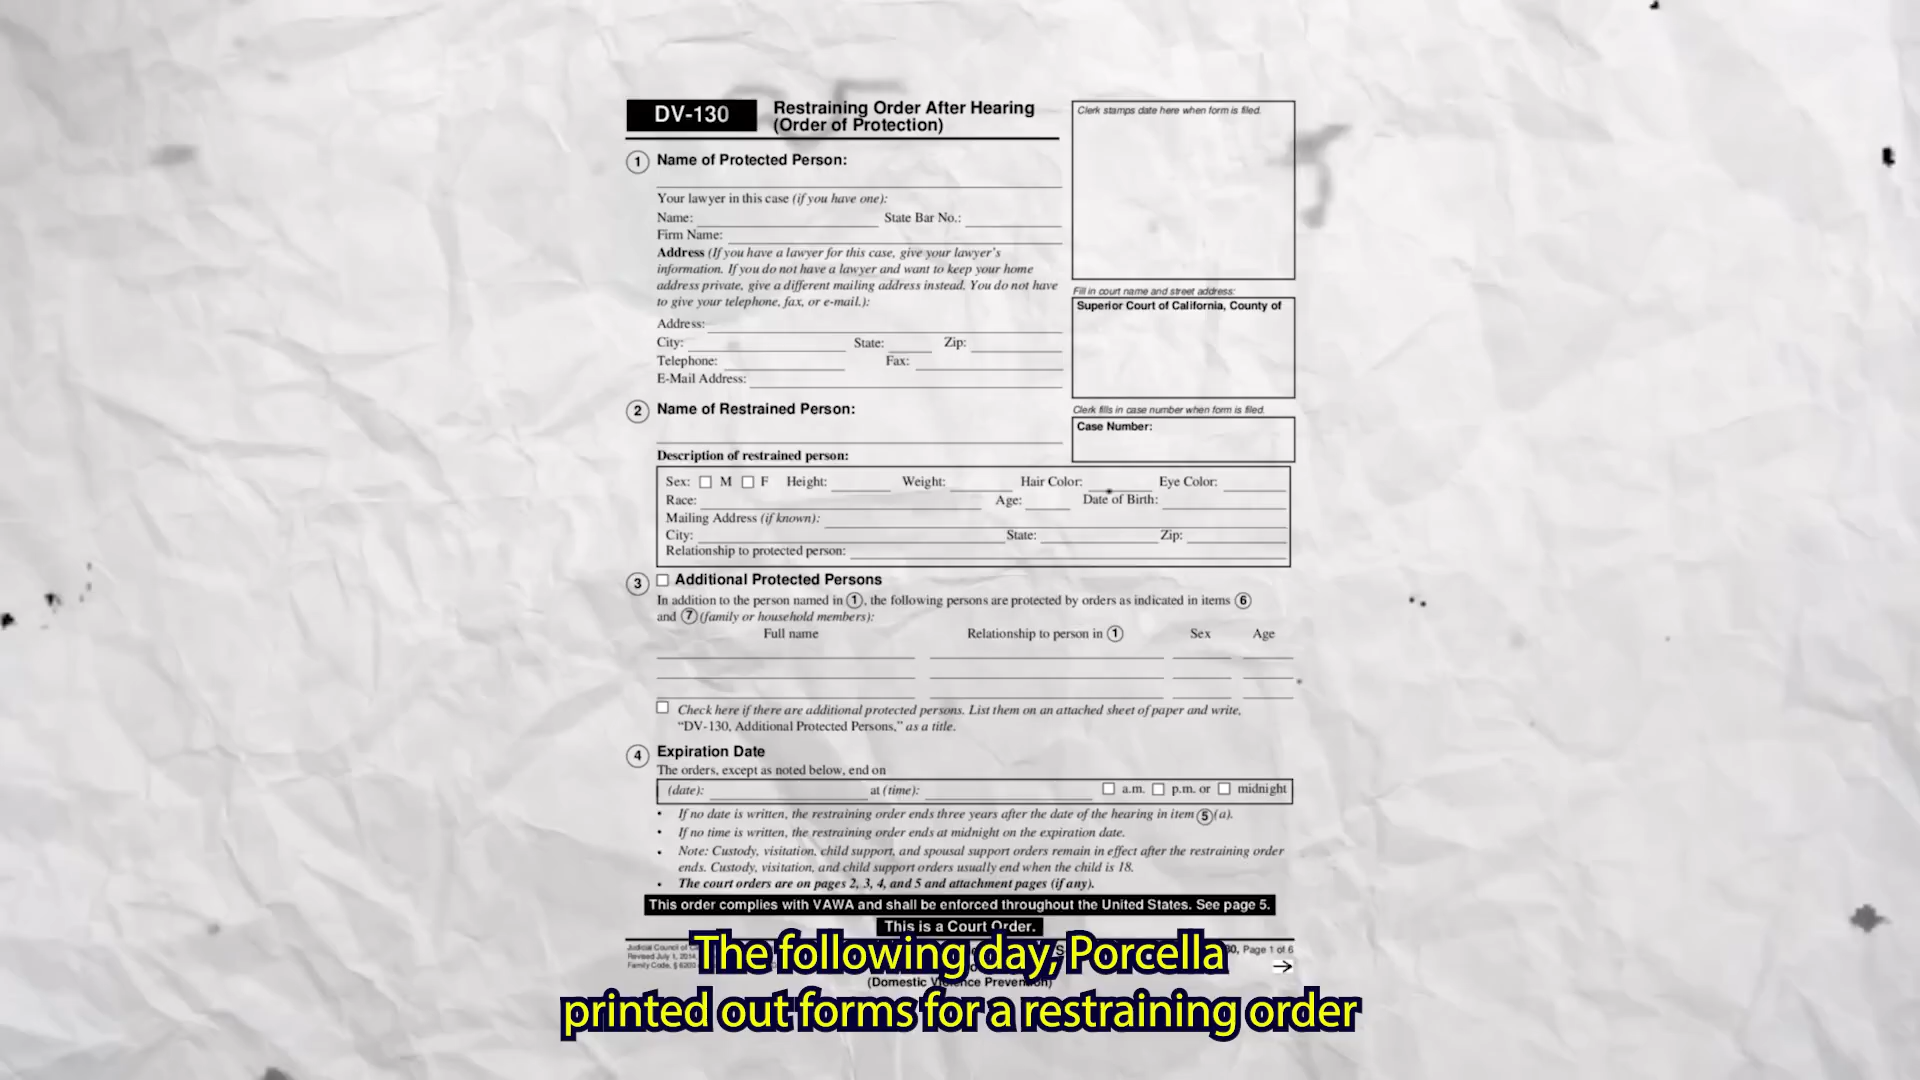 DV-130
Restraining Order After Hearing
(Order of Protection)
Clerk stamps date here when form is filed.
1 Name of Protected Person:
Your lawyer in this case (if you have one):
Name: State Bar No.:
Firm Name:
Address (If you have a lawyer for this case, give your lawyer's
information. If you do not have a lawyer and want to keep your home
address private, give a different mailing address instead. You do not have
to give your telephone, fax, or e-mail.):
Fill in court name and street address:
Superior Court of California, County of
Address:
City: State: Zip:
Telephone: Fax:
E-Mail Address:
2 Name of Restrained Person:
Clerk fills in case number when form is filed.
Case Number:
Description of restrained person:
Sex: M F Height: Weight: Hair Color: Eye Color:
Race: Age: Date of Birth:
Mailing Address (if known):
City: State: Zip:
Relationship to protected person:
3 Additional Protected Persons
In addition to the person named in 1, the following persons are protected by orders as indicated in items 6
and 7 (family or household members):
Full name Relationship to person in 1 Sex Age
Check here if there are additional protected persons. List them on an attached sheet of paper and write,
"DV-130, Additional Protected Persons," as a title.
4 Expiration Date
The orders, except as noted below, end on
(date): at (time): a.m. p.m. or midnight
• If no date is written, the restraining order ends three years after the date of the hearing in item 5(a).
• If no time is written, the restraining order ends at midnight on the expiration date.
• Note: Custody, visitation, child support, and spousal support orders remain in effect after the restraining order
ends. Custody, visitation, and child support orders usually end when the child is 18.
• The court orders are on pages 2, 3, 4, and 5 and attachment pages (if any).
This order complies with VAWA and shall be enforced throughout the United States. See page 5.
This is a Court Order.
Judicial Council of
Revised July 1, 2014,
Family Code, § 6200
Page 1 of 6
(Domestic Violence Prevention)
The following day, Porcella
printed out forms for a restraining order